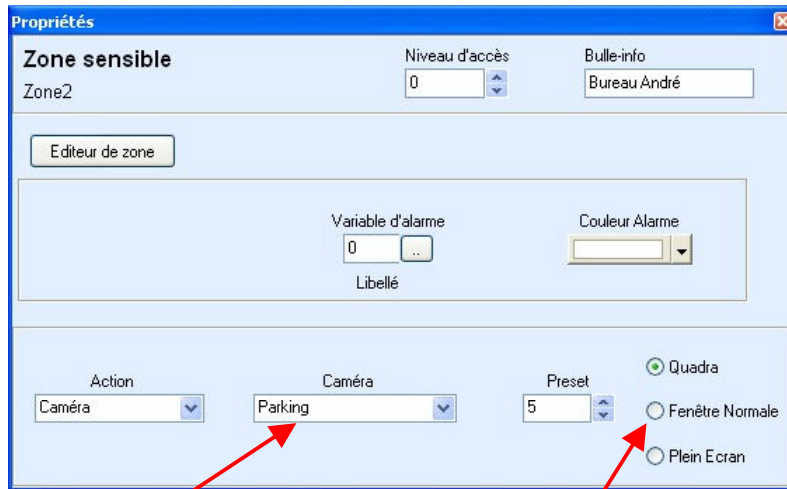 Propriétés
Zone sensible
Niveau d'accès
Bulle-info
Zone2
0
Bureau André
Editeur de zone
Variable d'alarme
Couleur Alarme
0
..
Libellé
Quadra
Action
Caméra
Preset
Caméra
Parking
5
Fenêtre Normale
Plein Ecran